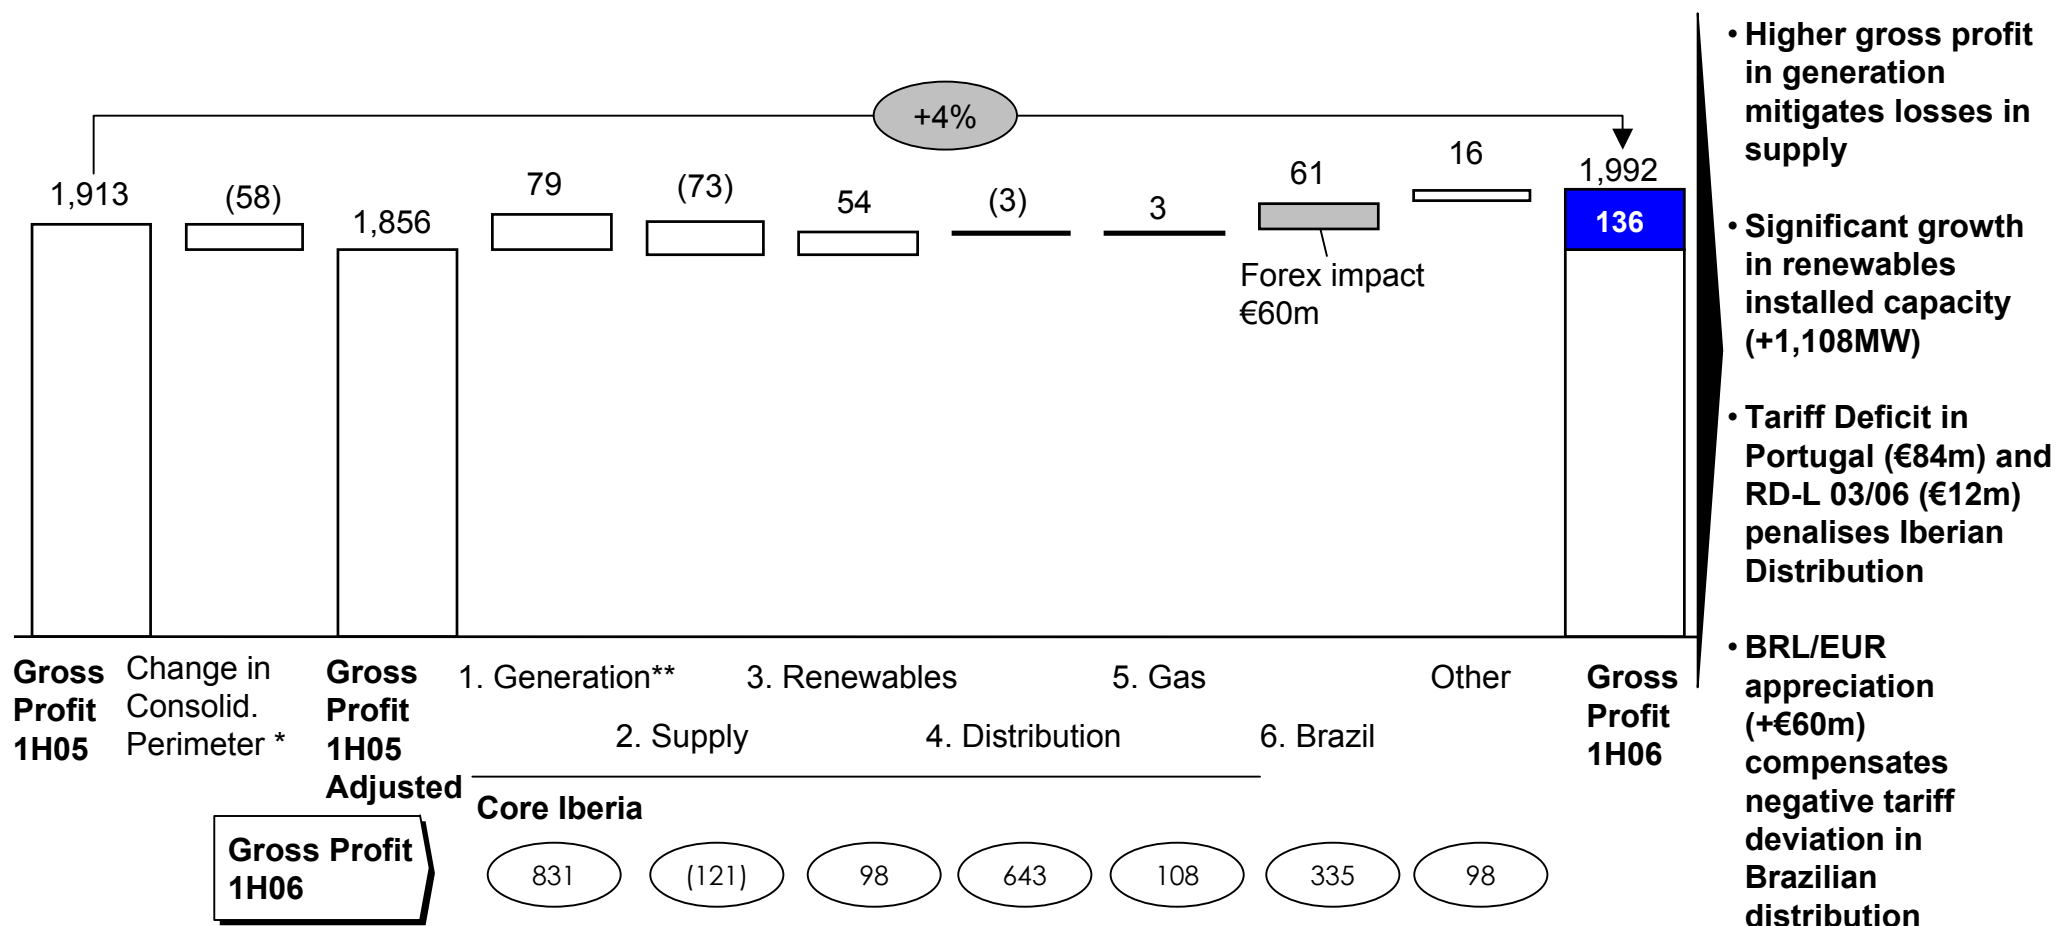 +4%
1,913
(58)
1,856
79
(73)
54
(3)
3
61
16
1,992
136
Forex impact
€60m
Gross
Profit
1H05
Change in
Consolid.
Perimeter *
Gross
Profit
1H05
Adjusted
1. Generation**
2. Supply
3. Renewables
4. Distribution
5. Gas
6. Brazil
Other
Gross
Profit
1H06
Core Iberia
Gross Profit
1H06
831
(121)
98
643
108
335
98
• Higher gross profit
in generation
mitigates losses in
supply
• Significant growth
in renewables
installed capacity
(+1,108MW)
• Tariff Deficit in
Portugal (€84m) and
RD-L 03/06 (€12m)
penalises Iberian
Distribution
• BRL/EUR
appreciation
(+€60m)
compensates
negative tariff
deviation in
Brazilian
distribution